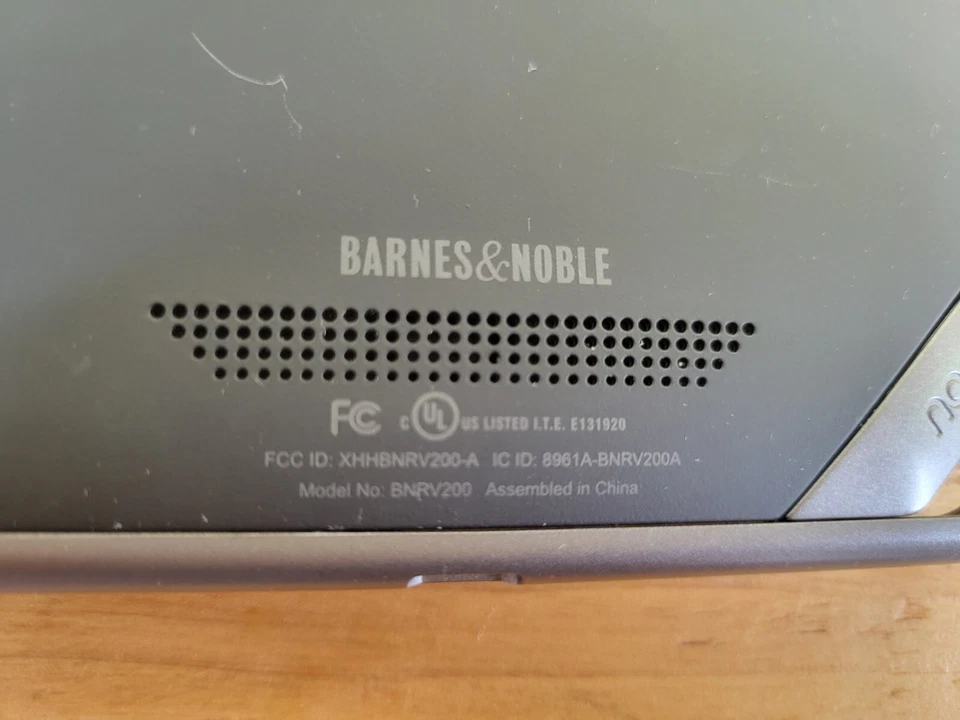 BARNES&NOBLE
FC C UL US LISTED I.T.E. E131920
FCC ID: XHHBNRV200-A IC ID: 8961A-BNRV200A
Model No: BNRV200 Assembled in China